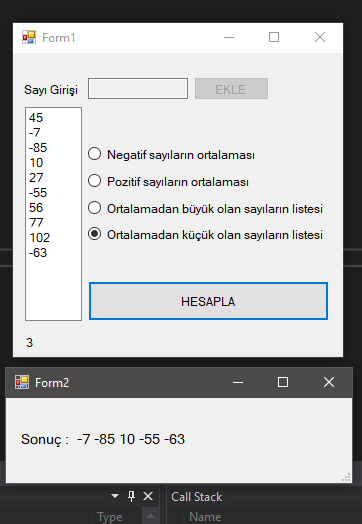 Form1
Sayı Girişi
EKLE
45
-7
-85
10
27
-55
56
77
102
-63
Negatif sayıların ortalaması
Pozitif sayıların ortalaması
Ortalamadan büyük olan sayıların listesi
Ortalamadan küçük olan sayıların listesi
HESAPLA
3
Form2
Sonuç : -7 -85 10 -55 -63
Call Stack
Type
Name